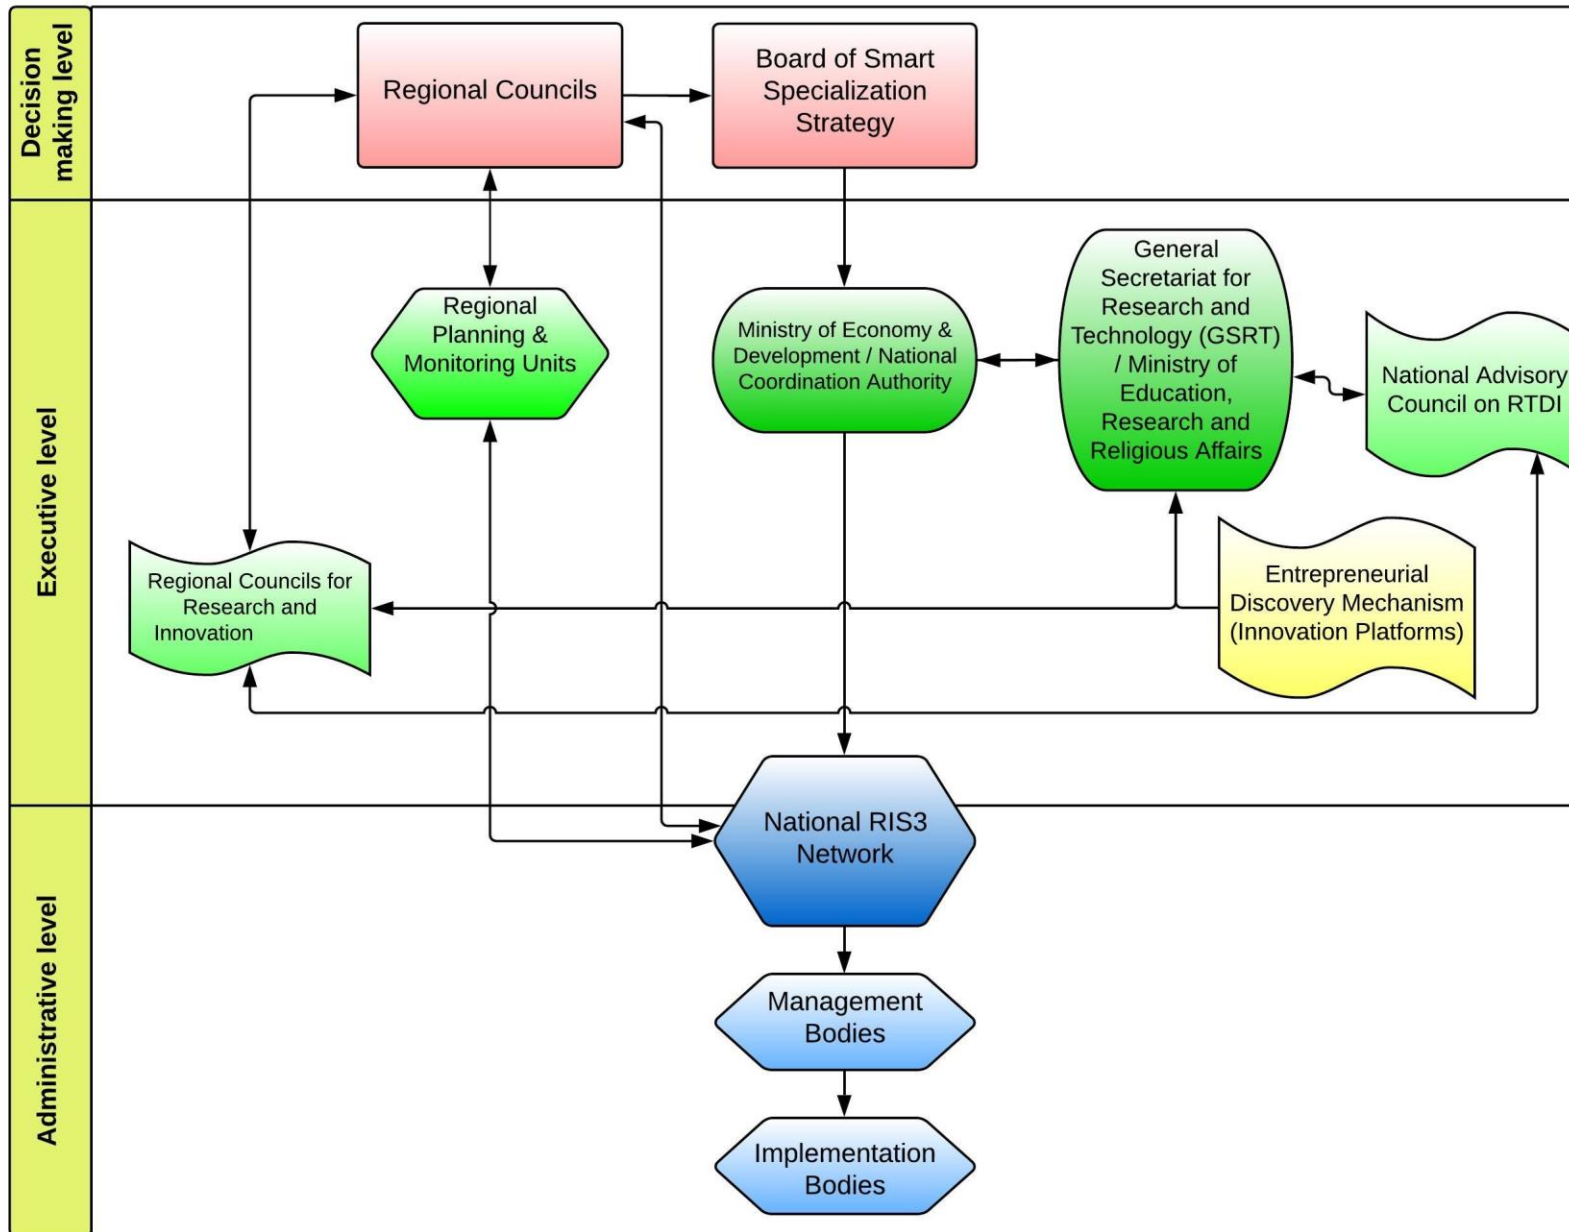 Decision
making level
Regional Councils
Board of Smart
Specialization
Strategy
Executive level
Regional
Planning &
Monitoring Units
Ministry of Economy &
Development / National
Coordination Authority
General
Secretariat for
Research and
Technology (GSRT)
/ Ministry of
Education,
Research and
Religious Affairs
National Advisory
Council on RTDI
Regional Councils for
Research and
Innovation
Entrepreneurial
Discovery Mechanism
(Innovation Platforms)
Administrative level
National RIS3
Network
Management
Bodies
Implementation
Bodies